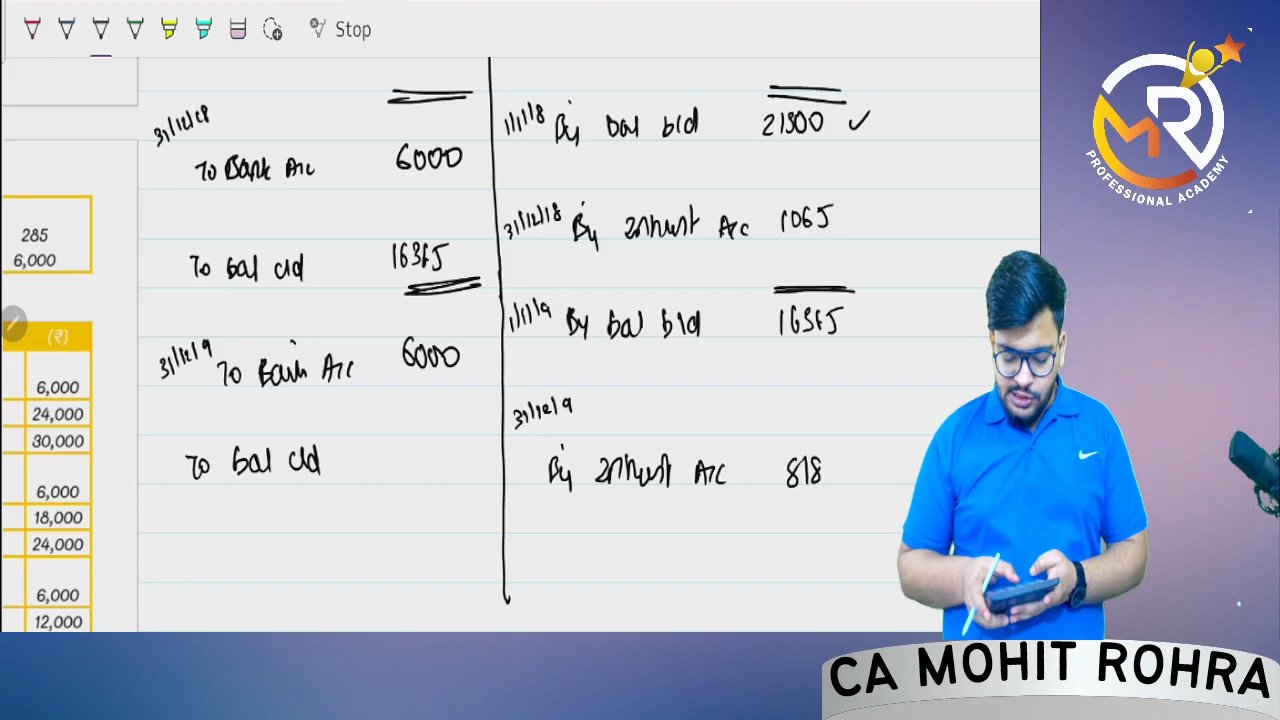 Stop
285
6,000
(₹)
6,000
24,000
30,000
6,000
18,000
24,000
6,000
12,000
31/12/18
To Bank A/c 6000
To bal c/d 16365
31/12/19 To Bank A/c 6000
To bal c/d
1/1/18 By bal b/d 21300 ✓
31/12/18 By Interest A/c 1065
1/1/19 By bal b/d 16365
31/12/19
By Interest A/c 818
MR
PROFESSIONAL ACADEMY
CA MOHIT ROHRA